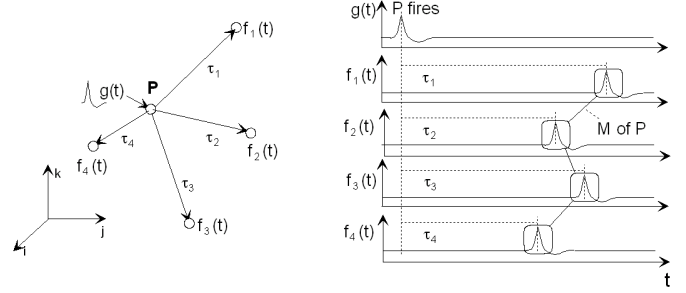 f1(t)
τ1
P
g(t)
τ2
f2(t)
τ4
f4(t)
τ3
f3(t)
k
j
i
g(t) P fires
f1(t) τ1
f2(t) τ2
M of P
f3(t) τ3
f4(t) τ4
t